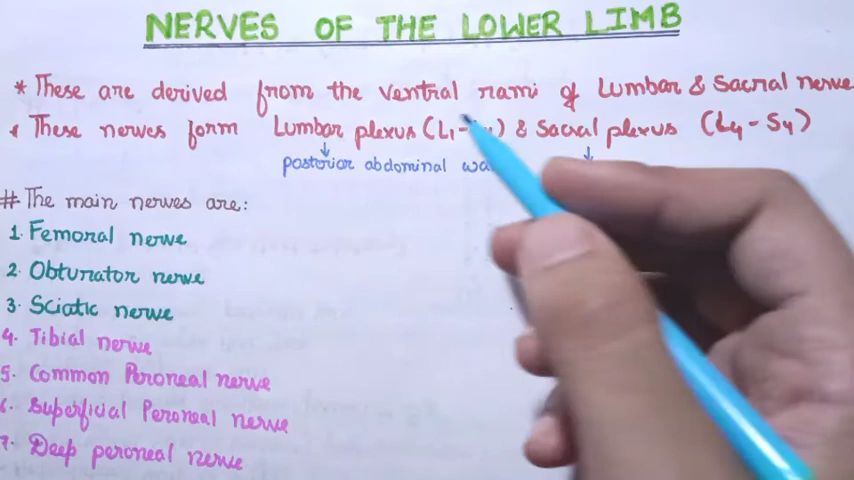 NERVES OF THE LOWER LIMB
* These are derived from the ventral rami of Lumbar & Sacral nerve
* These nerves form Lumbar plexus (L1- ) & Sacral plexus (L4 - S4)
posterior abdominal
# The main nerves are:
1. Femoral nerve
2. Obturator nerve
3. Sciatic nerve
4. Tibial nerve
5. Common Peroneal nerve
6. Superficial Peroneal nerve
7. Deep peroneal nerve